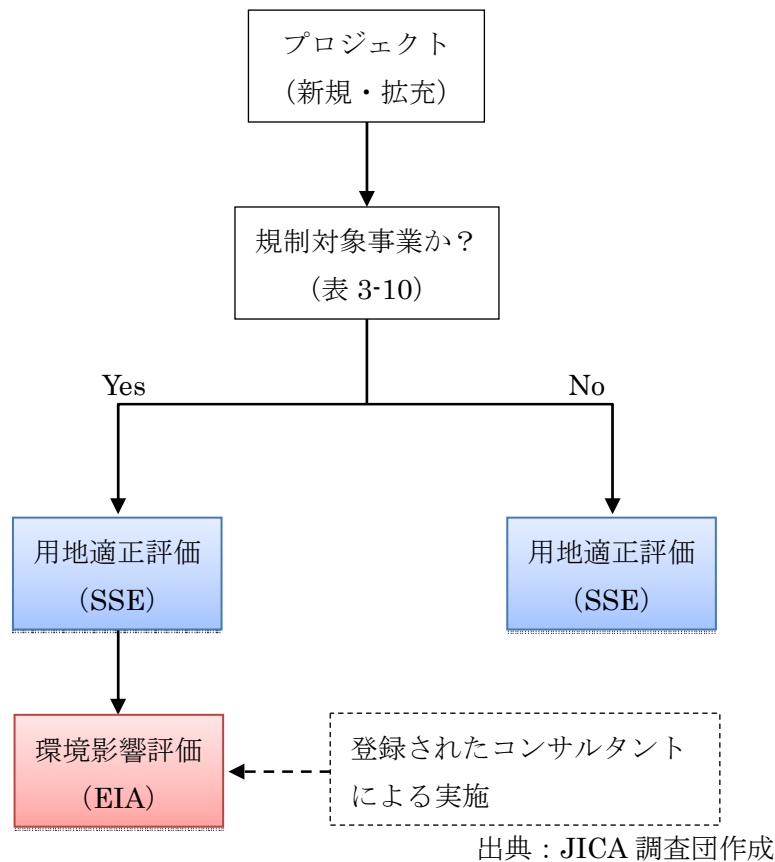 プロジェクト
（新規・拡充）
規制対象事業か？
（表 3-10）
Yes
No
用地適正評価
（SSE）
用地適正評価
（SSE）
環境影響評価
（EIA）
登録されたコンサルタント
による実施
出典：JICA 調査団作成